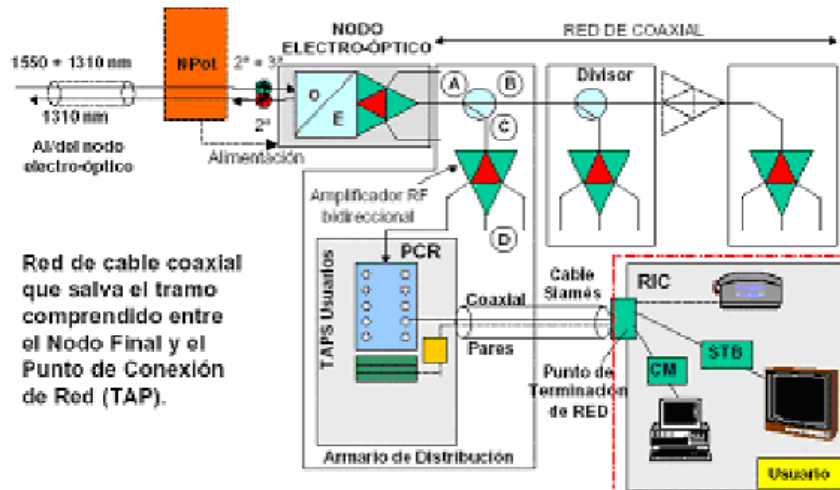 NODO
ELECTRO-ÓPTICO
RED DE COAXIAL
1550 + 1310 nm
NPot
2ª + 3ª
1310 nm
2ª
O
E
A
B
C
Divisor
Al/del nodo
electro-óptico
Alimentación
Amplificador RF
bidireccional
D
Red de cable coaxial
que salva el tramo
comprendido entre
el Nodo Final y el
Punto de Conexión
de Red (TAP).
TAPS Usuarios
PCR
Coaxial
Pares
Cable
Siamés
RIC
Punto de
Terminación
de RED
CM
STB
Armario de Distribución
Usuario